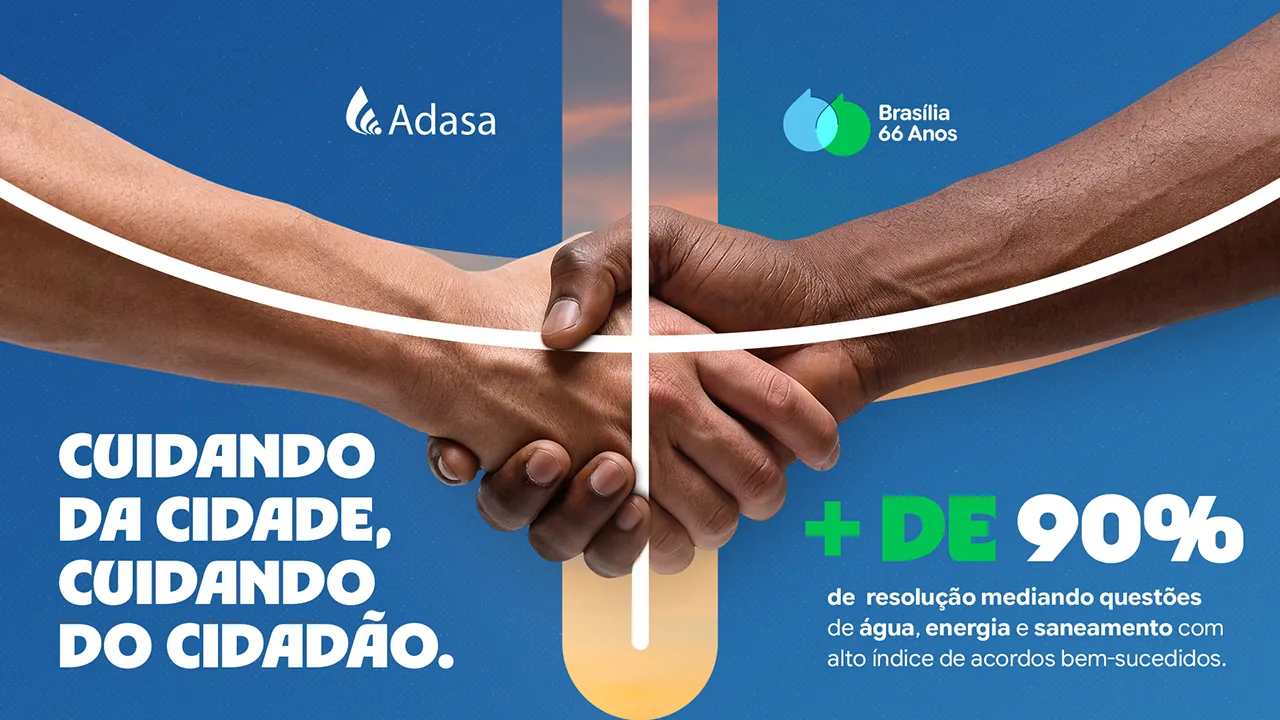 Adasa
Brasília
66 Anos
CUIDANDO
DA CIDADE,
CUIDANDO
DO CIDADÃO.
+ DE 90%
de resolução mediando questões
de água, energia e saneamento com
alto índice de acordos bem-sucedidos.